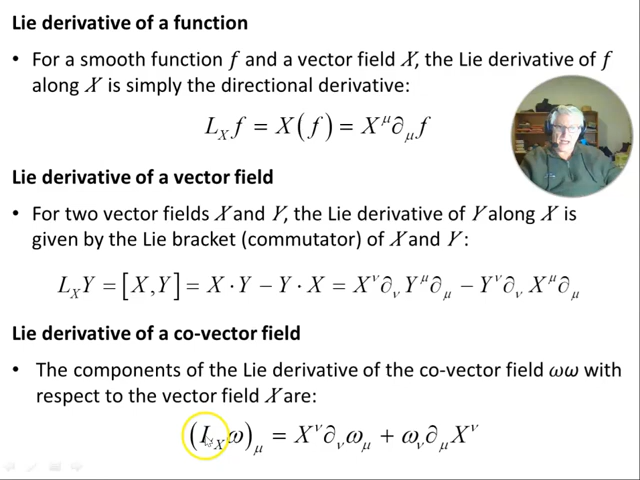 Lie derivative of a function
• For a smooth function f and a vector field X, the Lie derivative of f
along X is simply the directional derivative:
L_X f = X(f) = X^μ ∂_μ f
Lie derivative of a vector field
• For two vector fields X and Y, the Lie derivative of Y along X is
given by the Lie bracket (commutator) of X and Y:
L_X Y = [X,Y] = X · Y − Y · X = X^ν ∂_ν Y^μ ∂_μ − Y^ν ∂_ν X^μ ∂_μ
Lie derivative of a co-vector field
• The components of the Lie derivative of the co-vector field ωω with
respect to the vector field X are:
(L_X ω)_μ = X^ν ∂_ν ω_μ + ω_ν ∂_μ X^ν